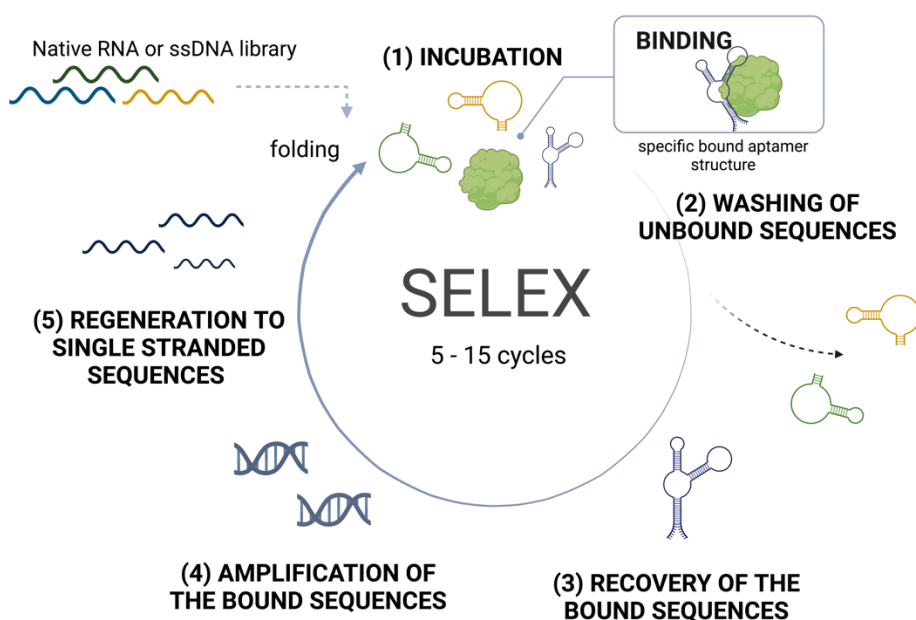 Native RNA or ssDNA library
(1) INCUBATION
BINDING
folding
specific bound aptamer
structure
(2) WASHING OF
UNBOUND SEQUENCES
SELEX
5 - 15 cycles
(5) REGENERATION TO
SINGLE STRANDED
SEQUENCES
(4) AMPLIFICATION OF
THE BOUND SEQUENCES
(3) RECOVERY OF THE
BOUND SEQUENCES